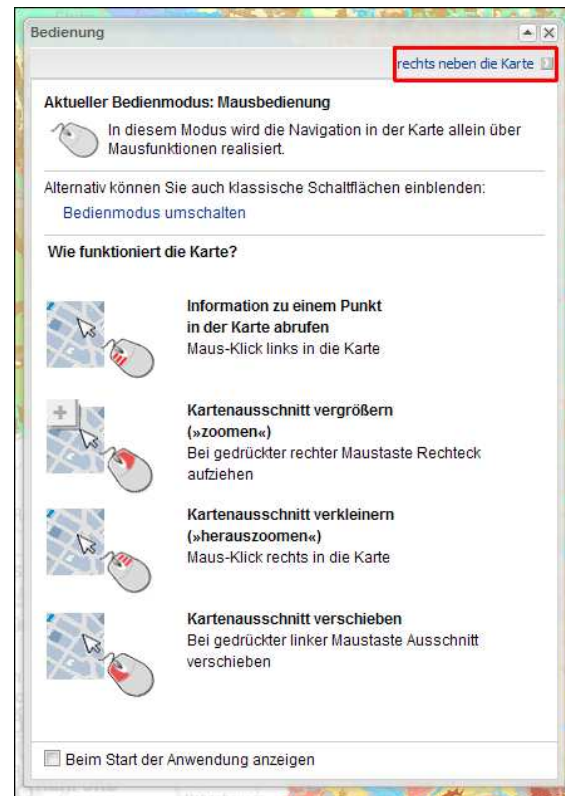 Bedienung
rechts neben die Karte
Aktueller Bedienmodus: Mausbedienung
In diesem Modus wird die Navigation in der Karte allein über
Mausfunktionen realisiert.
Alternativ können Sie auch klassische Schaltflächen einblenden:
Bedienmodus umschalten
Wie funktioniert die Karte?
Information zu einem Punkt
in der Karte abrufen
Maus-Klick links in die Karte
Kartenausschnitt vergrößern
(»zoomen«)
Bei gedrückter rechter Maustaste Rechteck
aufziehen
Kartenausschnitt verkleinern
(»herauszoomen«)
Maus-Klick rechts in die Karte
Kartenausschnitt verschieben
Bei gedrückter linker Maustaste Ausschnitt
verschieben
Beim Start der Anwendung anzeigen